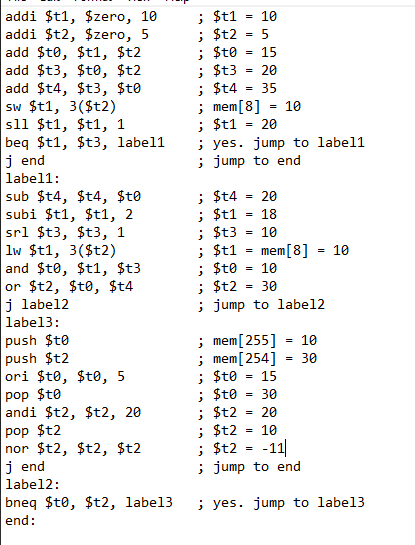 addi $t1, $zero, 10 ; $t1 = 10
addi $t2, $zero, 5 ; $t2 = 5
add $t0, $t1, $t2 ; $t0 = 15
add $t3, $t0, $t2 ; $t3 = 20
add $t4, $t3, $t0 ; $t4 = 35
sw $t1, 3($t2) ; mem[8] = 10
sll $t1, $t1, 1 ; $t1 = 20
beq $t1, $t3, label1 ; yes. jump to label1
j end ; jump to end
label1:
sub $t4, $t4, $t0 ; $t4 = 20
subi $t1, $t1, 2 ; $t1 = 18
srl $t3, $t3, 1 ; $t3 = 10
lw $t1, 3($t2) ; $t1 = mem[8] = 10
and $t0, $t1, $t3 ; $t0 = 10
or $t2, $t0, $t4 ; $t2 = 30
j label2 ; jump to label2
label3:
push $t0 ; mem[255] = 10
push $t2 ; mem[254] = 30
ori $t0, $t0, 5 ; $t0 = 15
pop $t0 ; $t0 = 30
andi $t2, $t2, 20 ; $t2 = 20
pop $t2 ; $t2 = 10
nor $t2, $t2, $t2 ; $t2 = -11
j end ; jump to end
label2:
bneq $t0, $t2, label3 ; yes. jump to label3
end: